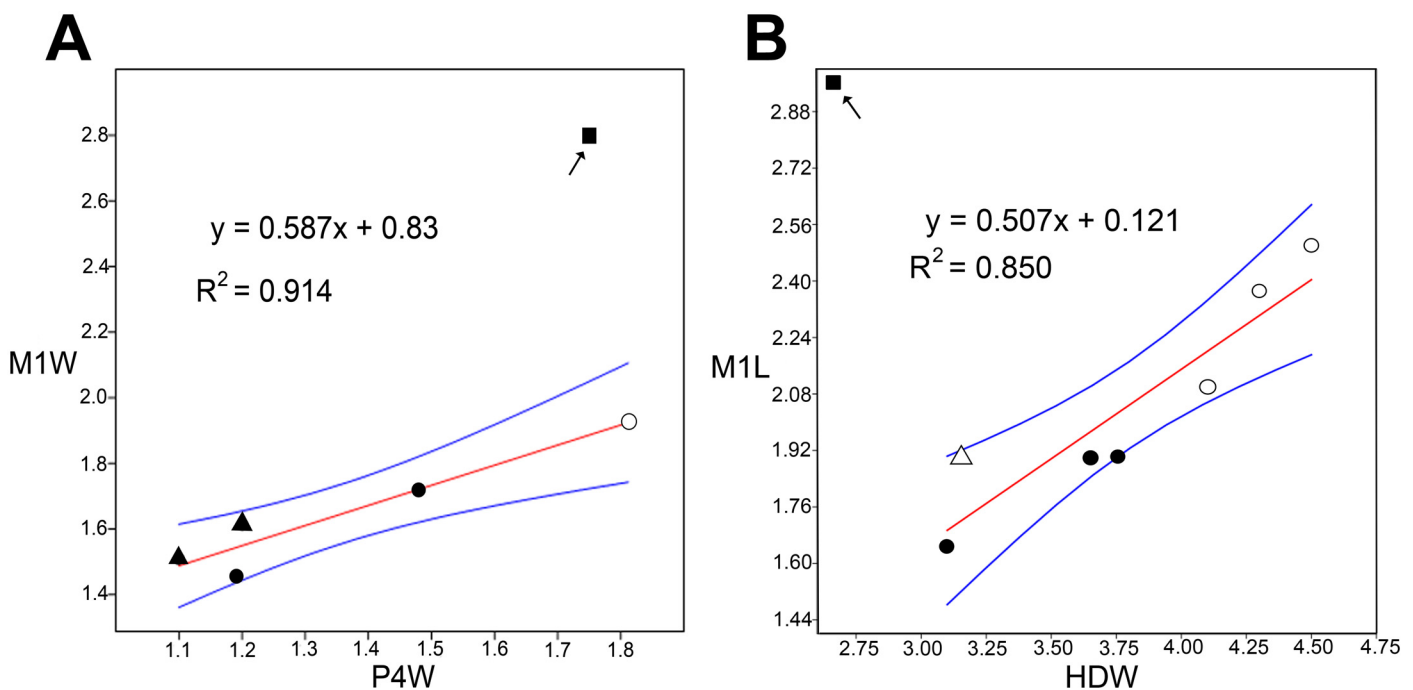 A
2.8
2.6
2.4
2.2
2.0
1.8
1.6
1.4
M1W
y = 0.587x + 0.83
R² = 0.914
1.1 1.2 1.3 1.4 1.5 1.6 1.7 1.8
P4W
B
2.88
2.72
2.56
2.40
2.24
2.08
1.92
1.76
1.60
1.44
M1L
y = 0.507x + 0.121
R² = 0.850
2.75 3.00 3.25 3.50 3.75 4.00 4.25 4.50 4.75
HDW